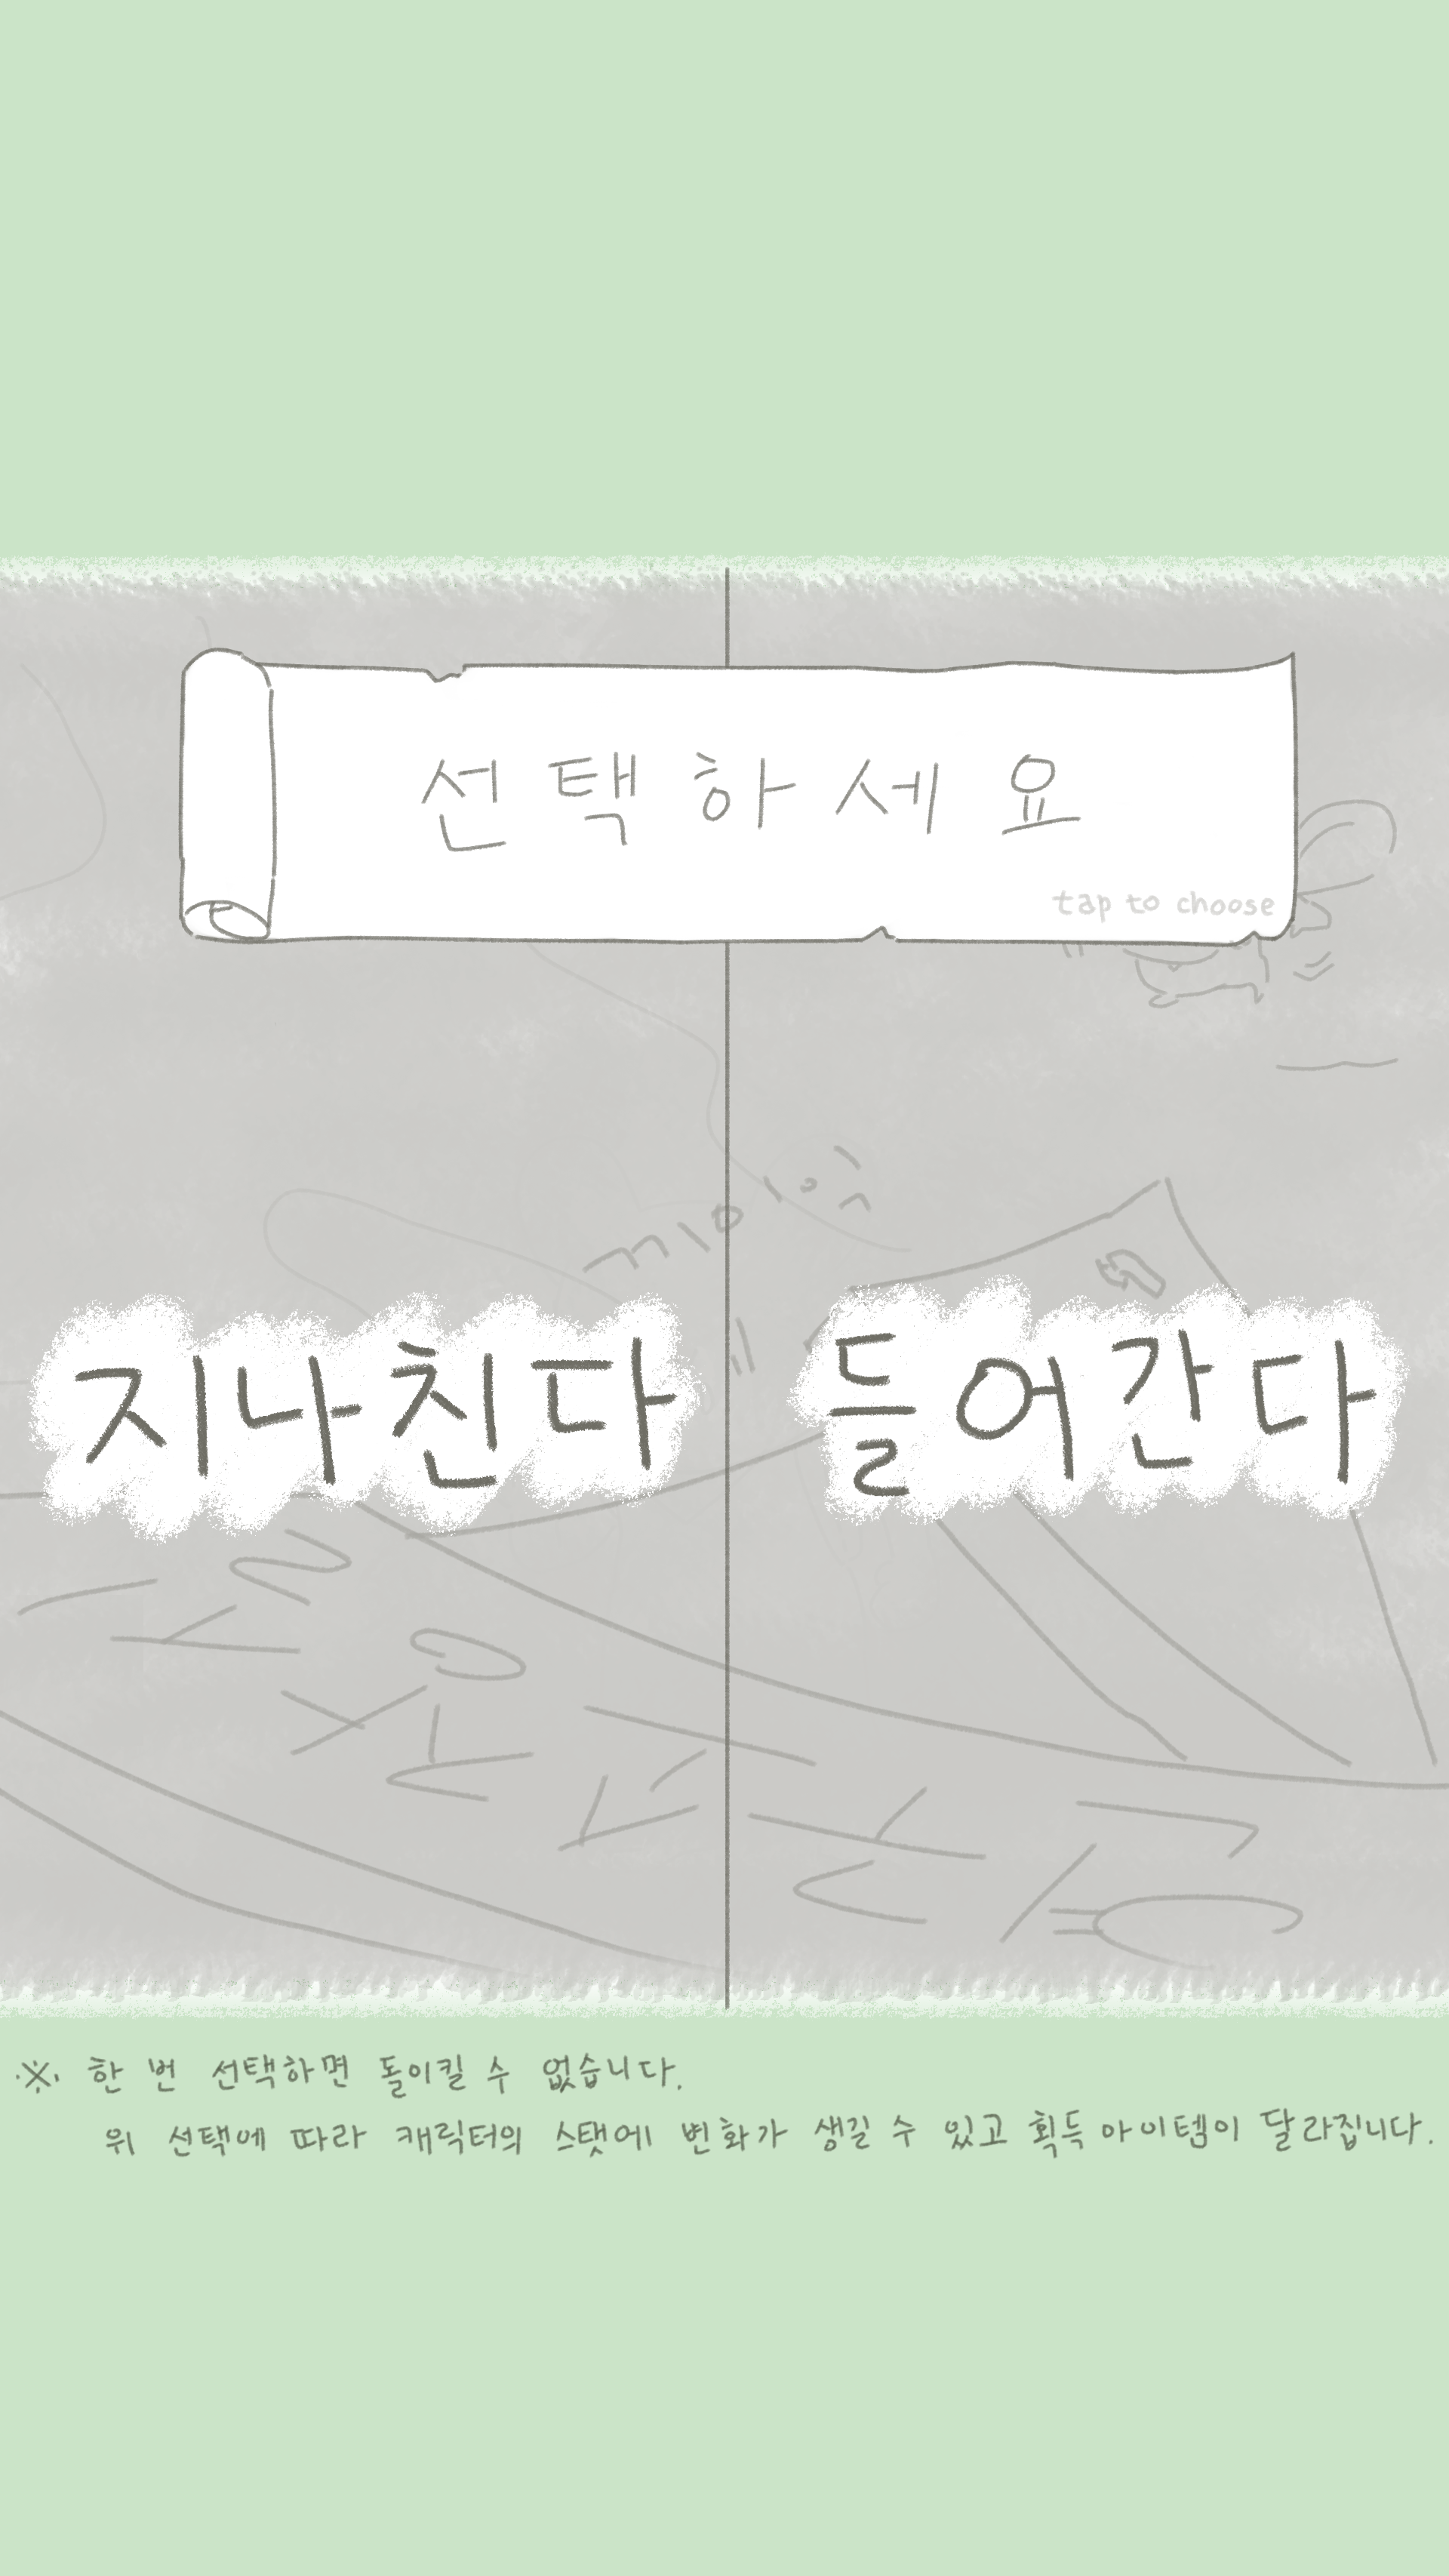 선택하세요
tap to choose
끼이익
지나친다
들어간다
※ 한 번 선택하면 돌이킬 수 없습니다.
위 선택에 따라 캐릭터의 스탯에 변화가 생길 수 있고 획득 아이템이 달라집니다.